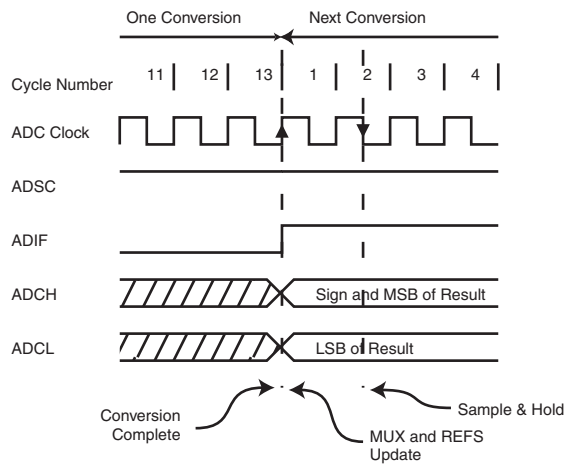 One Conversion Next Conversion
Cycle Number 11 12 13 1 2 3 4
ADC Clock
ADSC
ADIF
ADCH Sign and MSB of Result
ADCL LSB of Result
Conversion
Complete
MUX and REFS
Update
Sample & Hold